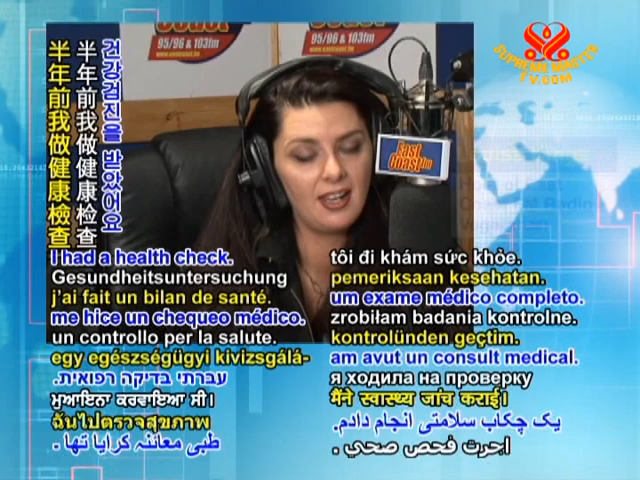 95/96 & 103fm
95/96 & 103fm
SUPREME MASTER
TV.COM
East
Coast fm
半年前我做健康檢查
半年前我做健康检查
건강검진을 받았어요
I had a health check.
Gesundheitsuntersuchung
j'ai fait un bilan de santé.
me hice un chequeo médico.
un controllo per la salute.
egy egészségügyi kivizsgálá-
עברתי בדיקה רפואית.
ਮੁਆਇਨਾ ਕਰਵਾਇਆ ਸੀ।
ฉันไปตรวจสุขภาพ
طبی معائنہ کرایا تھا۔
tôi đi khám sức khỏe.
pemeriksaan kesehatan.
um exame médico completo.
zrobiłam badania kontrolne.
kontrolünden geçtim.
am avut un consult medical.
я ходила на проверку
मैंने स्वास्थ्य जांच कराई।
یک چکاب سلامتی انجام دادم.
اجرت فحص صحي .